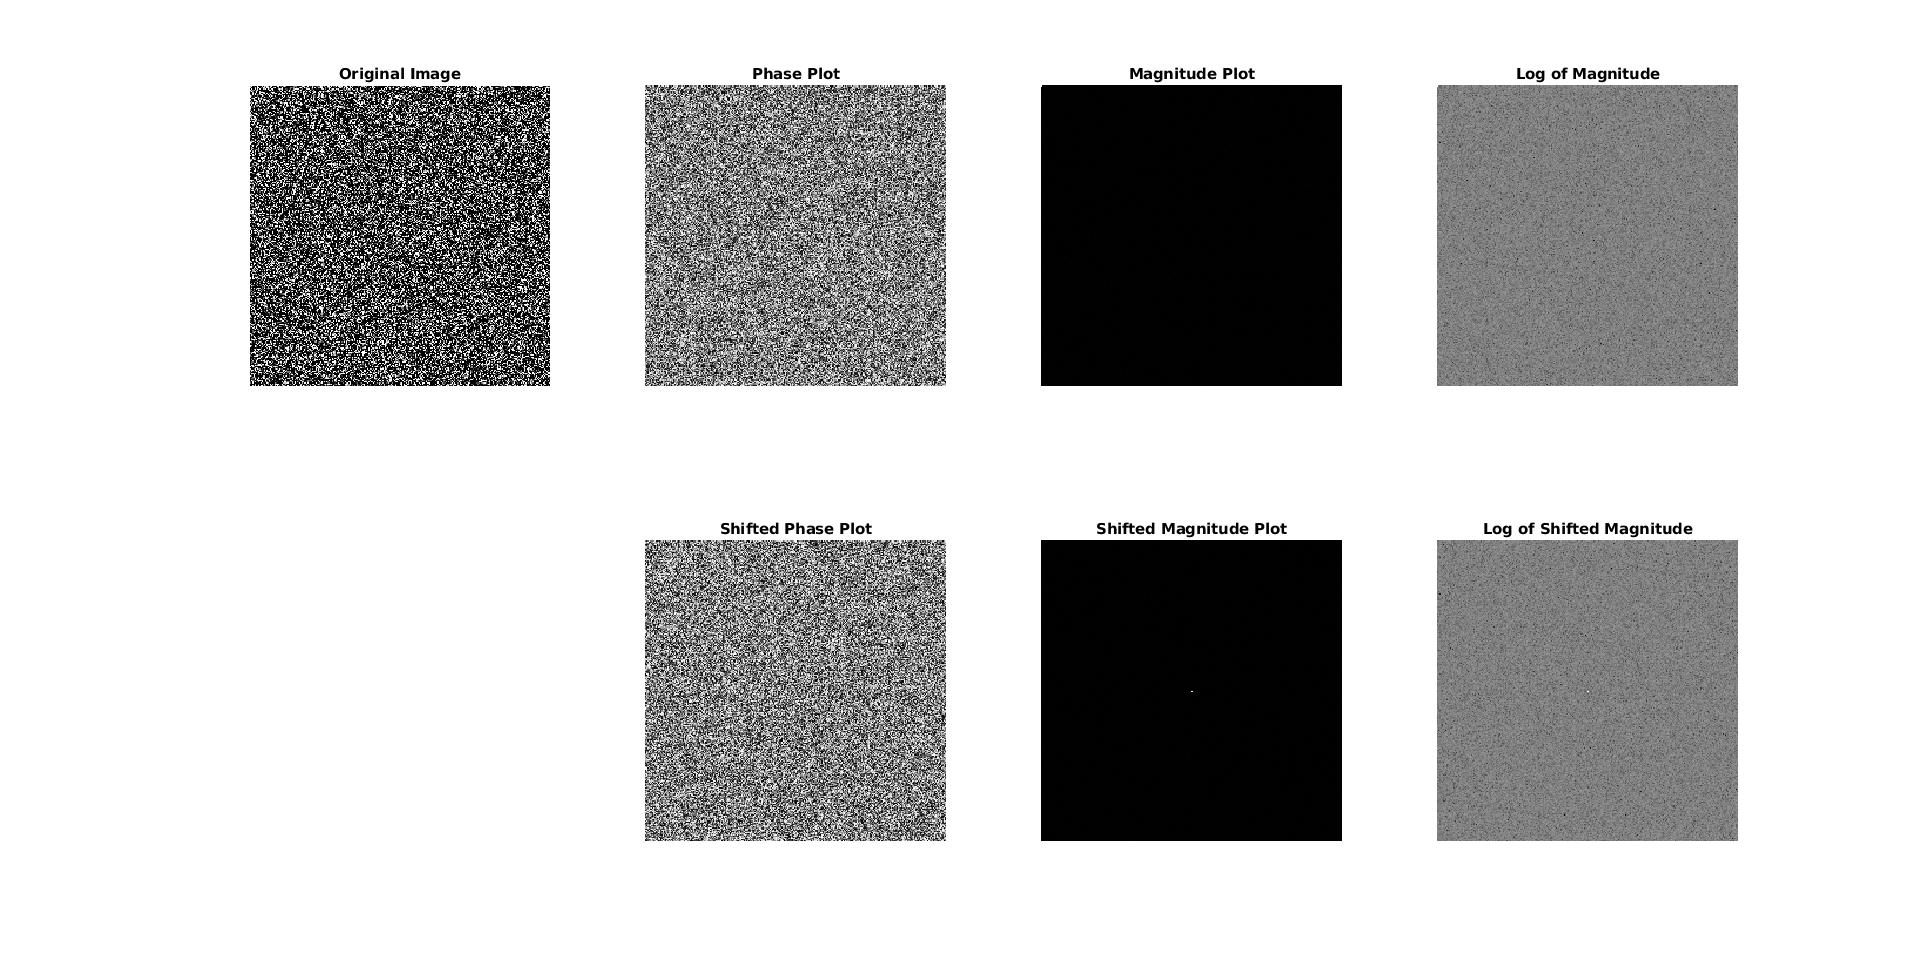 Original Image
Phase Plot
Magnitude Plot
Log of Magnitude
Shifted Phase Plot
Shifted Magnitude Plot
Log of Shifted Magnitude